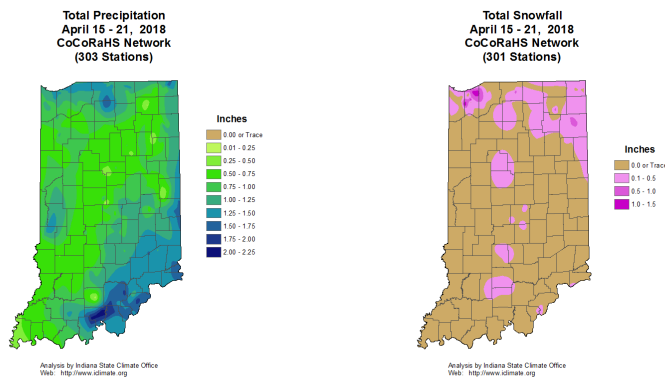 Total Precipitation
April 15 - 21, 2018
CoCoRaHS Network
(303 Stations)
Inches
0.00 or Trace
0.01 - 0.25
0.25 - 0.50
0.50 - 0.75
0.75 - 1.00
1.00 - 1.25
1.25 - 1.50
1.50 - 1.75
1.75 - 2.00
2.00 - 2.25
Analysis by Indiana State Climate Office
Web: http://www.iclimate.org
Total Snowfall
April 15 - 21, 2018
CoCoRaHS Network
(301 Stations)
Inches
0.0 or Trace
0.1 - 0.5
0.5 - 1.0
1.0 - 1.5
Analysis by Indiana State Climate Office
Web: http://www.iclimate.org